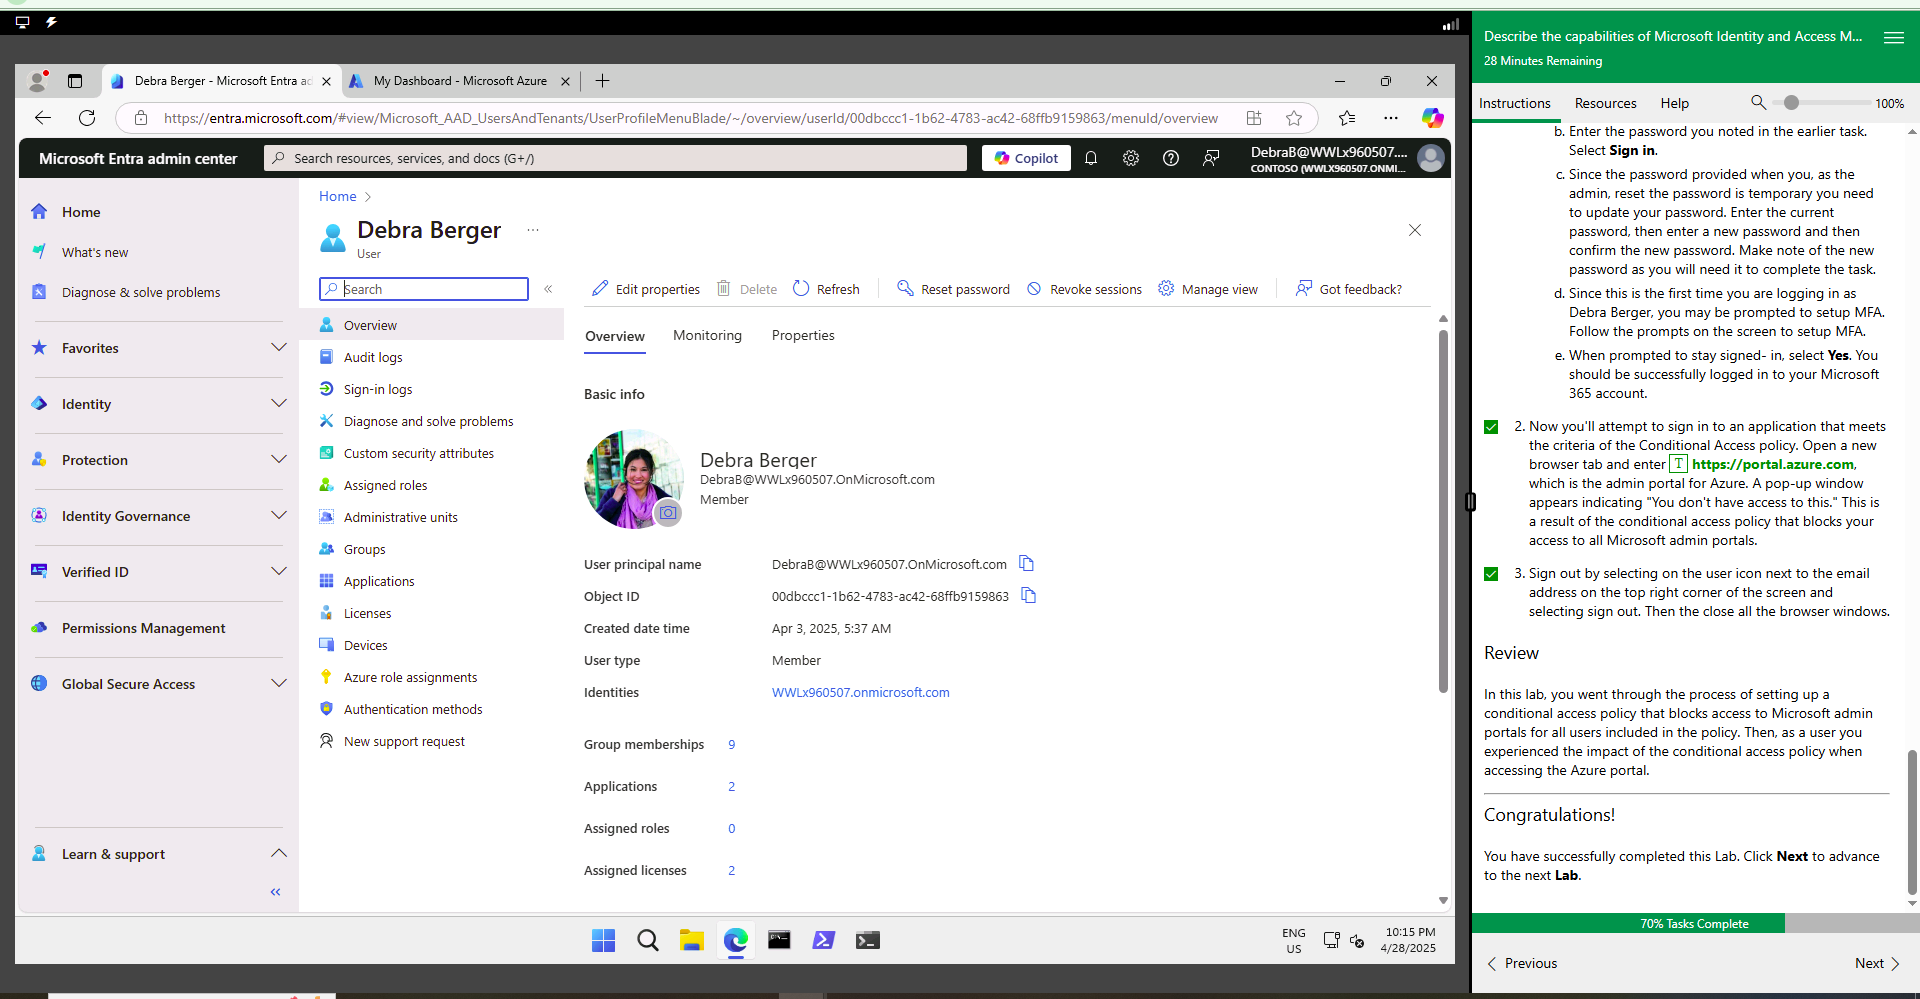 Describe the capabilities of Microsoft Identity and Access M...
28 Minutes Remaining
Debra Berger - Microsoft Entra ad
My Dashboard - Microsoft Azure
https://entra.microsoft.com/#view/Microsoft_AAD_UsersAndTenants/UserProfileMenuBlade/~/overview/userId/00dbccc1-1b62-4783-ac42-68ffb9159863/menuId/overview
Microsoft Entra admin center
Search resources, services, and docs (G+/)
Copilot
DebraB@WWLx960507....
CONTOSO (WWLX960507.ONMI...
Home
What's new
Diagnose & solve problems
Favorites
Identity
Protection
Identity Governance
Verified ID
Permissions Management
Global Secure Access
Learn & support
Home
Debra Berger
User
Search
Overview
Audit logs
Sign-in logs
Diagnose and solve problems
Custom security attributes
Assigned roles
Administrative units
Groups
Applications
Licenses
Devices
Azure role assignments
Authentication methods
New support request
Edit properties
Delete
Refresh
Reset password
Revoke sessions
Manage view
Got feedback?
Overview Monitoring Properties
Basic info
Debra Berger
DebraB@WWLx960507.OnMicrosoft.com
Member
User principal name DebraB@WWLx960507.OnMicrosoft.com
Object ID 00dbccc1-1b62-4783-ac42-68ffb9159863
Created date time Apr 3, 2025, 5:37 AM
User type Member
Identities WWLx960507.onmicrosoft.com
Group memberships 9
Applications 2
Assigned roles 0
Assigned licenses 2
ENG
US
10:15 PM
4/28/2025
Instructions Resources Help 100%
b. Enter the password you noted in the earlier task.
Select Sign in.
c. Since the password provided when you, as the
admin, reset the password is temporary you need
to update your password. Enter the current
password, then enter a new password and then
confirm the new password. Make note of the new
password as you will need it to complete the task.
d. Since this is the first time you are logging in as
Debra Berger, you may be prompted to setup MFA.
Follow the prompts on the screen to setup MFA.
e. When prompted to stay signed- in, select Yes. You
should be successfully logged in to your Microsoft
365 account.
2. Now you'll attempt to sign in to an application that meets
the criteria of the Conditional Access policy. Open a new
browser tab and enter T https://portal.azure.com,
which is the admin portal for Azure. A pop-up window
appears indicating "You don't have access to this." This is
a result of the conditional access policy that blocks your
access to all Microsoft admin portals.
3. Sign out by selecting on the user icon next to the email
address on the top right corner of the screen and
selecting sign out. Then the close all the browser windows.
Review
In this lab, you went through the process of setting up a
conditional access policy that blocks access to Microsoft admin
portals for all users included in the policy. Then, as a user you
experienced the impact of the conditional access policy when
accessing the Azure portal.
Congratulations!
You have successfully completed this Lab. Click Next to advance
to the next Lab.
70% Tasks Complete
Previous
Next